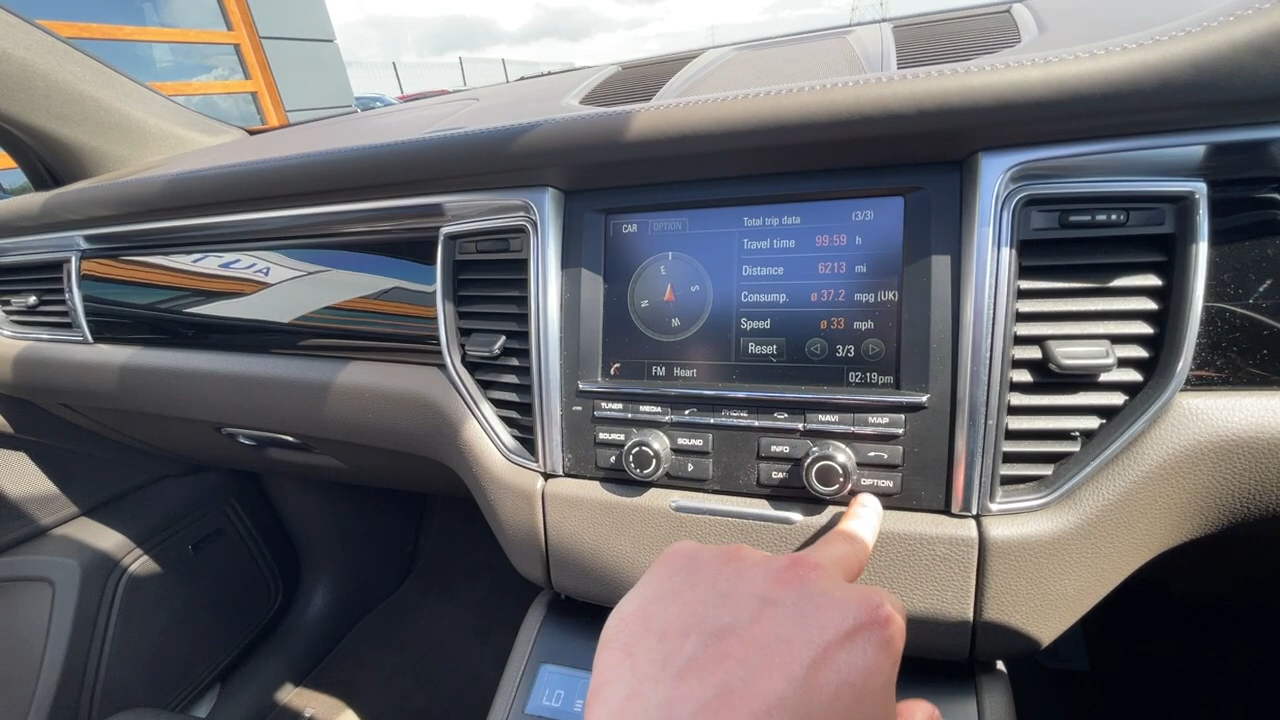 CAR OPTION Total trip data (3/3)
Travel time 99:59 h
Distance 6213 mi
Consump. ø 37.2 mpg (UK)
Speed ø 33 mph
Reset 3/3
E
S
N
W
FM Heart 02:19pm
TUNER MEDIA PHONE NAVI MAP
SOURCE SOUND INFO
CAR OPTION
LO